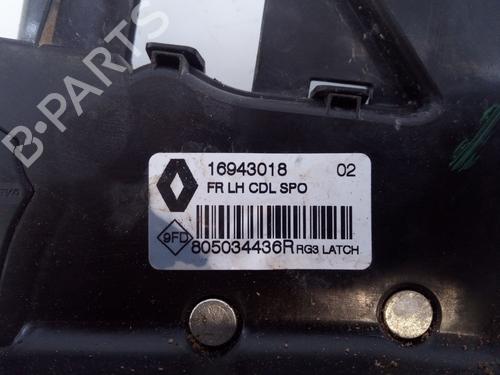 B-PARTS
16943018 02
FR LH CDL SPO
9FD 805034436R RG3 LATCH